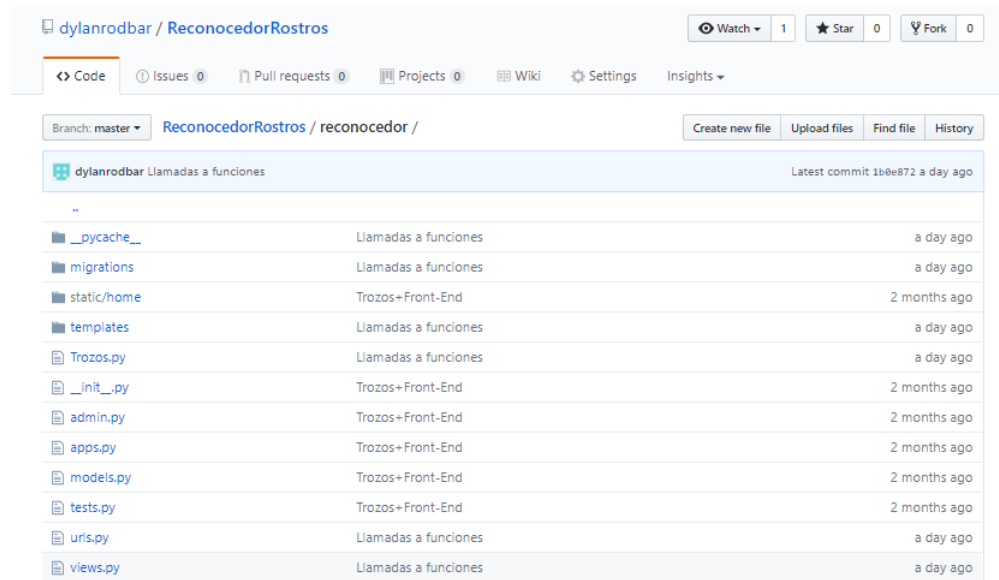 dylanrodbar / ReconocedorRostros Watch 1 Star 0 Fork 0
Code Issues 0 Pull requests 0 Projects 0 Wiki Settings Insights
Branch: master ReconocedorRostros / reconocedor / Create new file Upload files Find file History
dylanrodbar Llamadas a funciones Latest commit 1b0e872 a day ago
..
__pycache__ Llamadas a funciones a day ago
migrations Llamadas a funciones a day ago
static/home Trozos+Front-End 2 months ago
templates Llamadas a funciones a day ago
Trozos.py Llamadas a funciones a day ago
__init__.py Trozos+Front-End 2 months ago
admin.py Trozos+Front-End 2 months ago
apps.py Trozos+Front-End 2 months ago
models.py Trozos+Front-End 2 months ago
tests.py Trozos+Front-End 2 months ago
urls.py Llamadas a funciones a day ago
views.py Llamadas a funciones a day ago